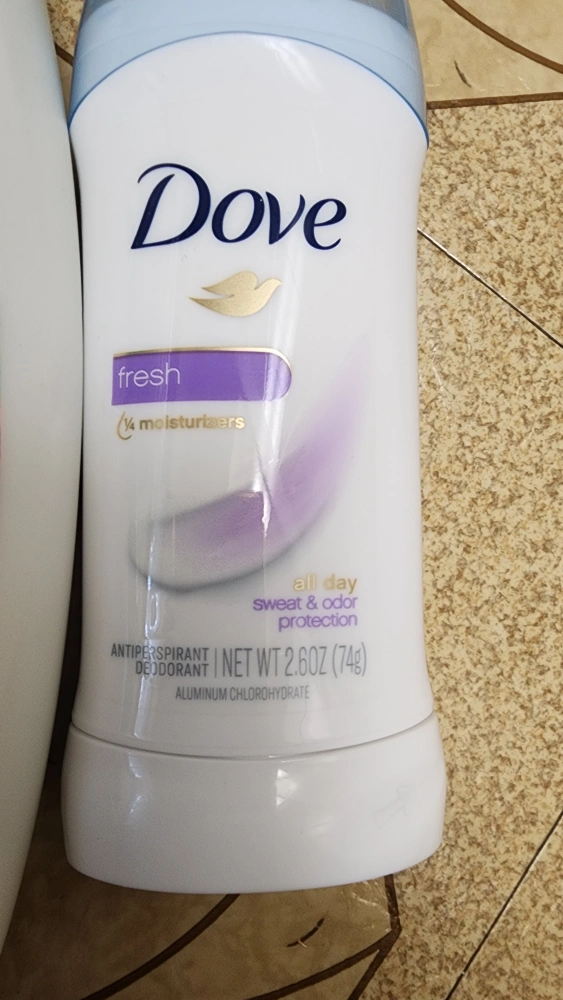 Dove
fresh
¼ moisturizers
all day
sweat & odor
protection
ANTIPERSPIRANT
DEODORANT | NET WT 2.6OZ (74g)
ALUMINUM CHLOROHYDRATE